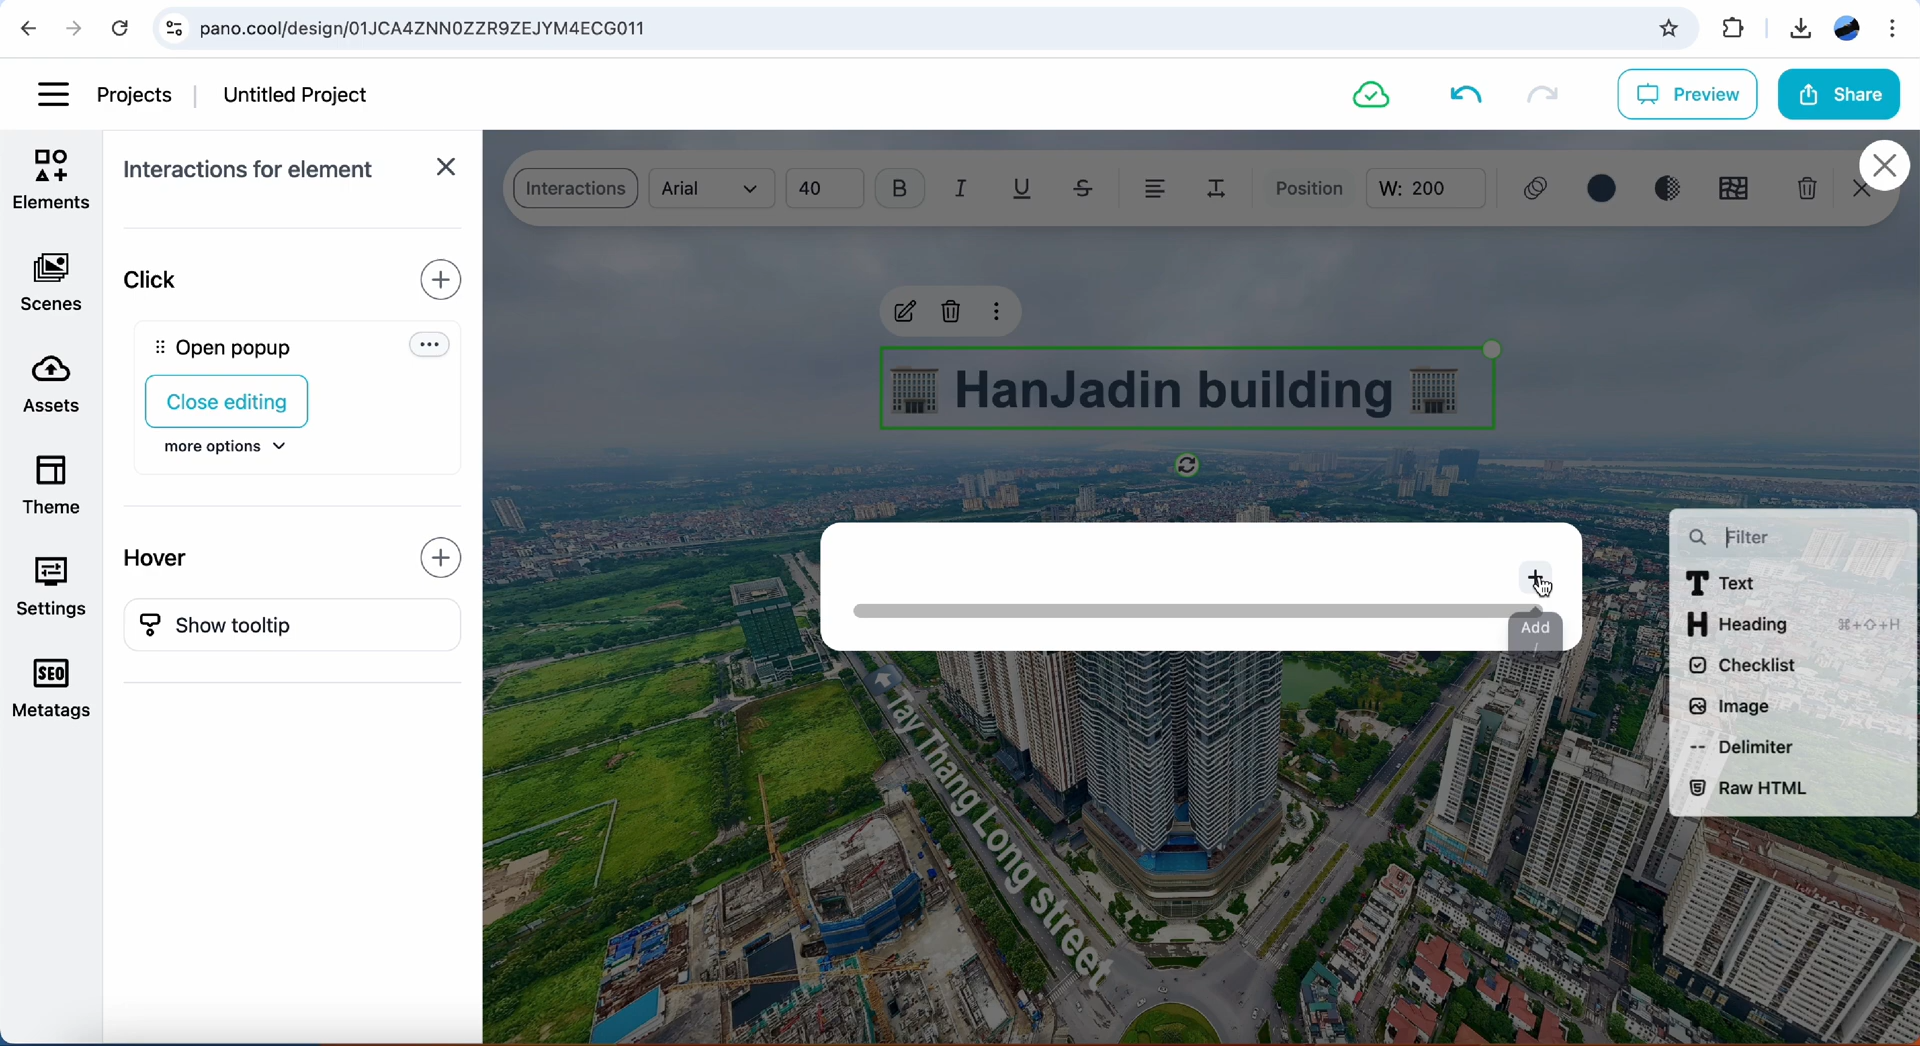 pano.cool/design/01JCA4ZNN0ZZR9ZEJYM4ECG011
Projects | Untitled Project
Preview
Share
Elements
Scenes
Assets
Theme
Settings
SEO
Metatags
Interactions for element
Click
Open popup
Close editing
more options
Hover
Show tooltip
Interactions
Arial
40
B
I
U
S
T
Position
W: 200
🏢 HanJadin building 🏢
Tay Thang Long street
Add
/
Filter
Text
Heading ⌘+⇧+H
Checklist
Image
Delimiter
Raw HTML